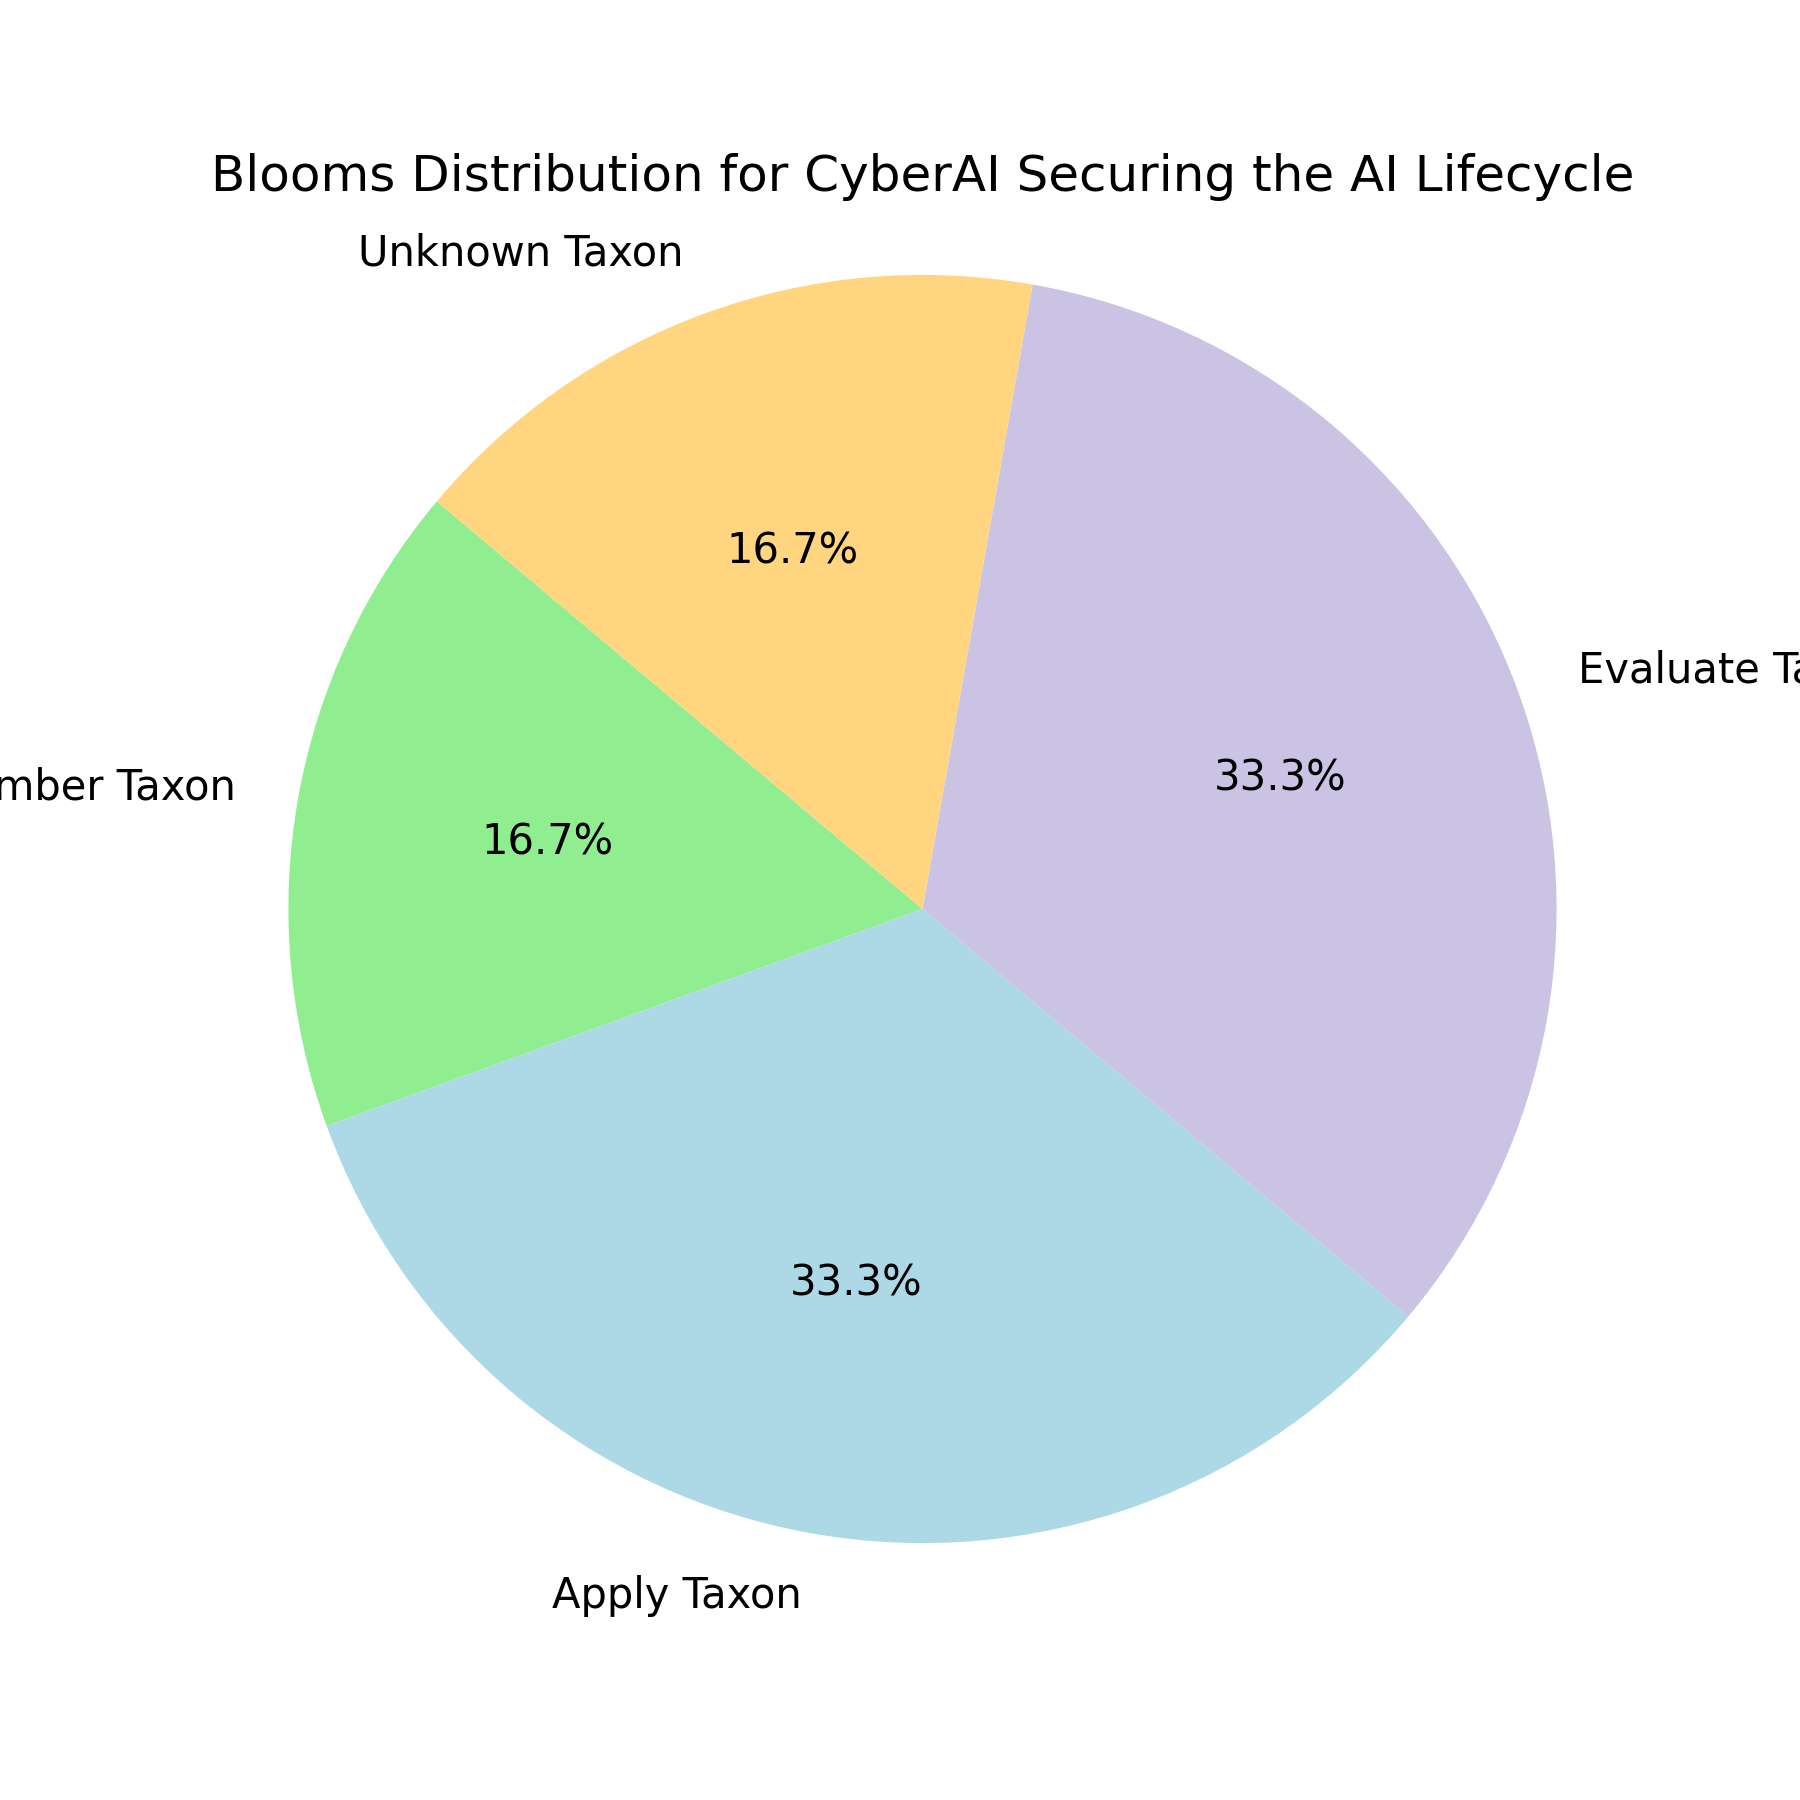 Blooms Distribution for CyberAI Securing the AI Lifecycle
Unknown Taxon
16.7%
Evaluate Ta
33.3%
mber Taxon
16.7%
33.3%
Apply Taxon